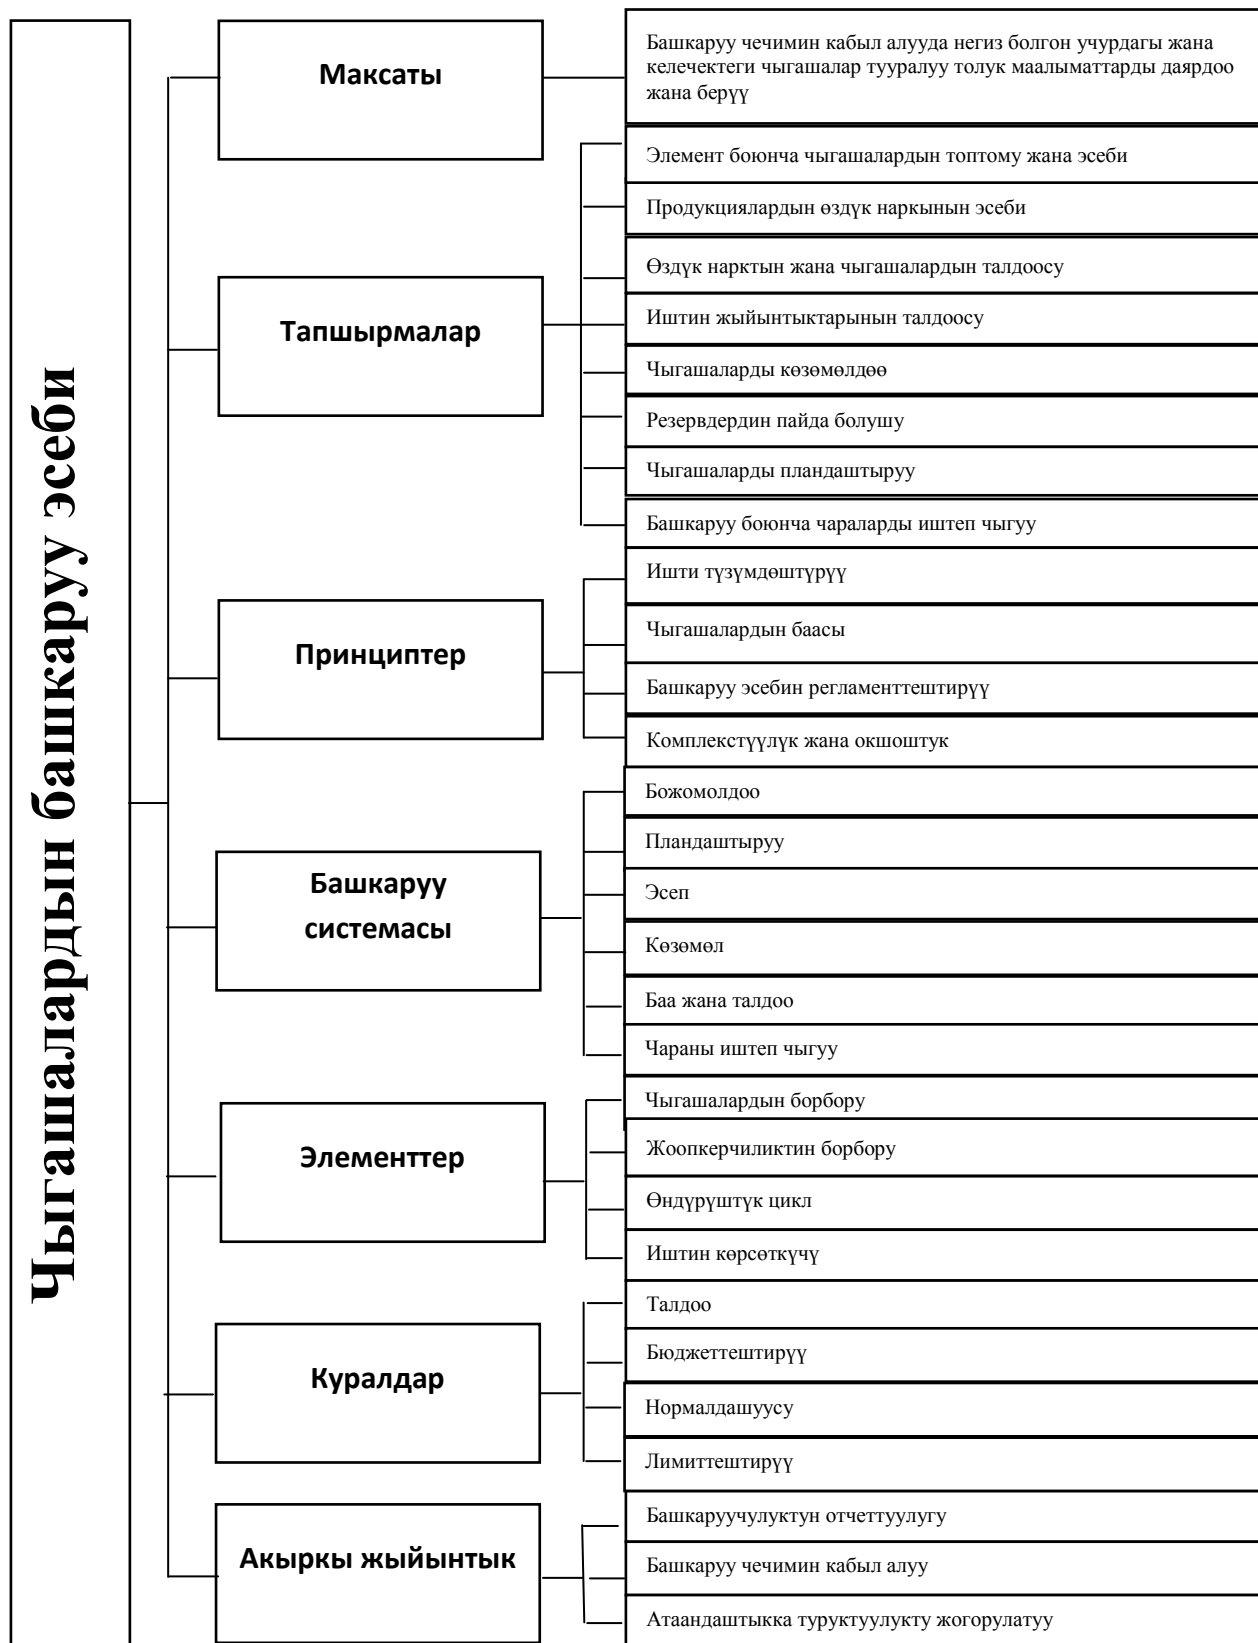 Чыгашалардын башкаруу эсеби
Максаты
Башкаруу чечимин кабыл алууда негиз болгон учурдагы жана
келечектеги чыгашалар тууралуу толук маалыматтарды даярдоо
жана берүү
Тапшырмалар
Элемент боюнча чыгашалардын топтому жана эсеби
Продукциялардын өздүк наркынын эсеби
Өздүк нарктын жана чыгашалардын талдоосу
Иштин жыйынтыктарынын талдоосу
Чыгашаларды көзөмөлдөө
Резервдердин пайда болушу
Чыгашаларды пландаштыруу
Башкаруу боюнча чараларды иштеп чыгуу
Принциптер
Ишти түзүмдөштүрүү
Чыгашалардын баасы
Башкаруу эсебин регламенттештирүү
Комплекстүүлүк жана окшоштук
Башкаруу
системасы
Божомолдоо
Пландаштыруу
Эсеп
Көзөмөл
Баа жана талдоо
Чараны иштеп чыгуу
Элементтер
Чыгашалардын борбору
Жоопкерчиликтин борбору
Өндүрүштүк цикл
Иштин көрсөткүчү
Куралдар
Талдоо
Бюджеттештирүү
Нормалдашуусу
Лимиттештирүү
Акыркы жыйынтык
Башкаруучулуктун отчеттуулугу
Башкаруу чечимин кабыл алуу
Атаандаштыкка туруктуулукту жогорулатуу